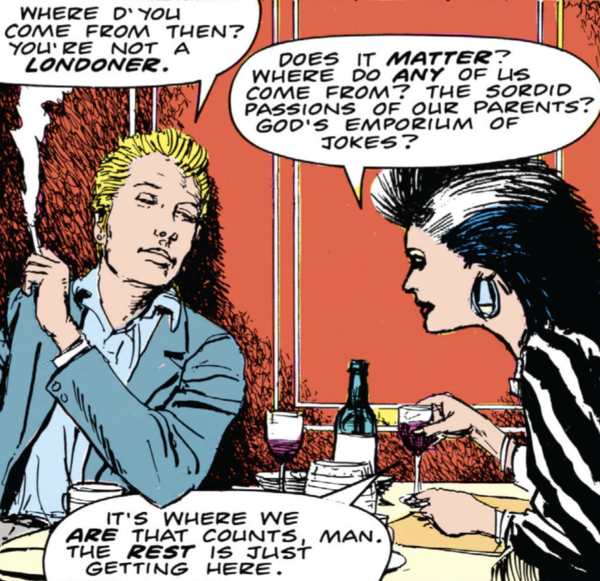 WHERE D'YOU
COME FROM THEN?
YOU'RE NOT A
LONDONER.
DOES IT MATTER?
WHERE DO ANY OF US
COME FROM? THE SORDID
PASSIONS OF OUR PARENTS?
GOD'S EMPORIUM OF
JOKES?
IT'S WHERE WE
ARE THAT COUNTS, MAN.
THE REST IS JUST
GETTING HERE.